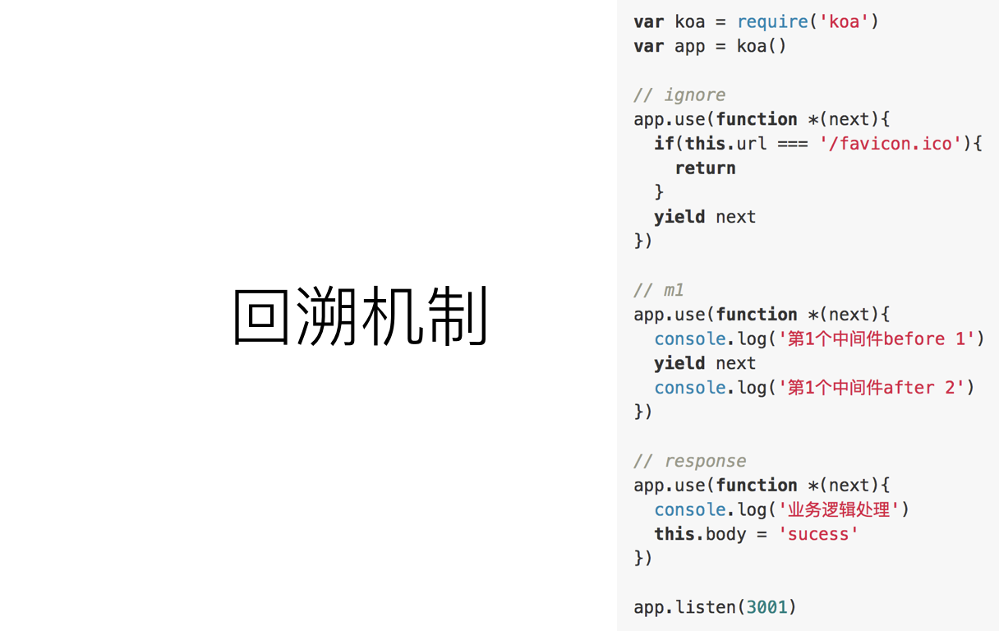 回溯机制
var koa = require('koa')
var app = koa()
// ignore
app.use(function *(next){
  if(this.url === '/favicon.ico'){
    return
  }
  yield next
})
// m1
app.use(function *(next){
  console.log('第1个中间件before 1')
  yield next
  console.log('第1个中间件after 2')
})
// response
app.use(function *(next){
  console.log('业务逻辑处理')
  this.body = 'sucess'
})
app.listen(3001)